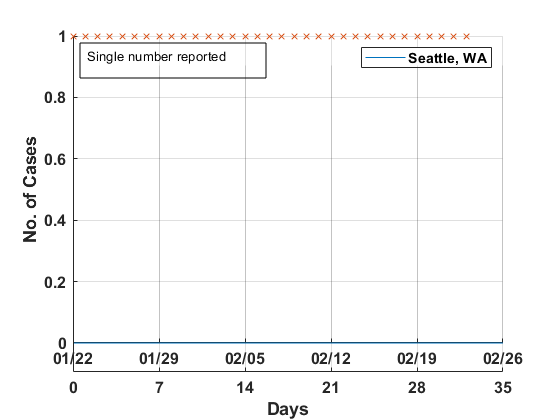 Single number reported
Seattle, WA
No. of Cases
1
0.8
0.6
0.4
0.2
0
01/22 01/29 02/05 02/12 02/19 02/26
0 7 14 21 28 35
Days